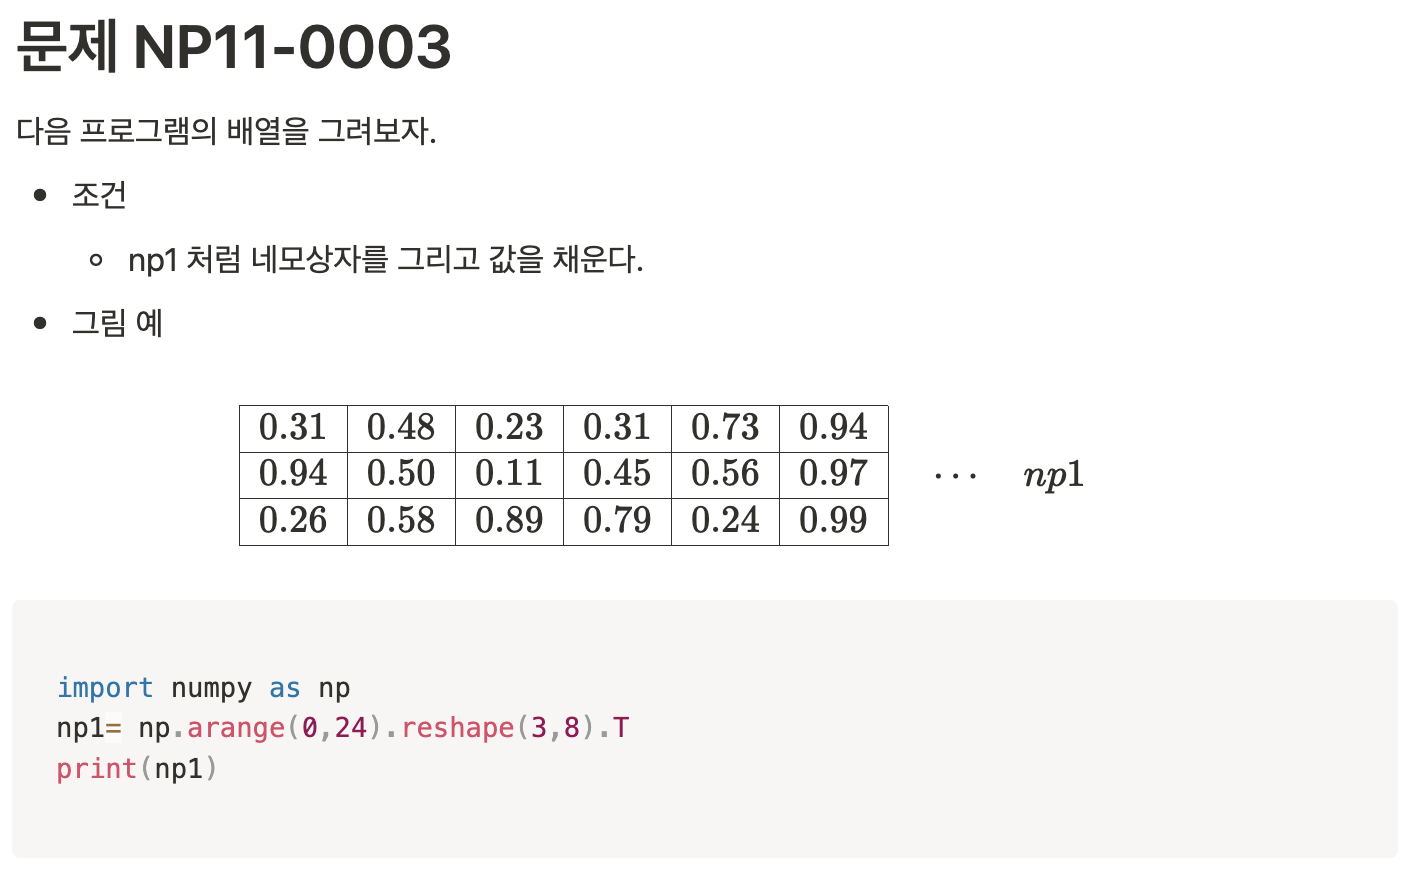 문제 NP11-0003
다음 프로그램의 배열을 그려보자.
• 조건
◦ np1 처럼 네모상자를 그리고 값을 채운다.
• 그림 예
0.31 0.48 0.23 0.31 0.73 0.94
0.94 0.50 0.11 0.45 0.56 0.97 ⋯ np1
0.26 0.58 0.89 0.79 0.24 0.99
import numpy as np
np1= np.arange(0,24).reshape(3,8).T
print(np1)